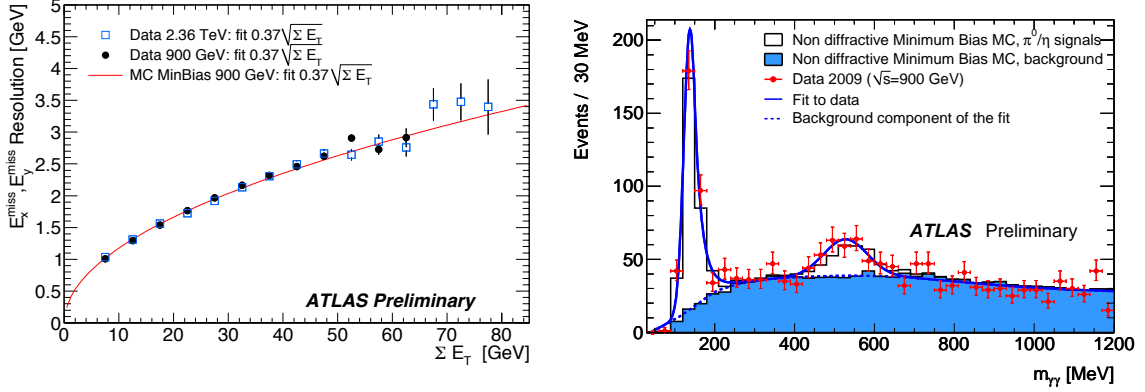 E_x^miss, E_y^miss Resolution [GeV]
5
4.5
4
3.5
3
2.5
2
1.5
1
0.5
0
Data 2.36 TeV: fit 0.37√Σ E_T
Data 900 GeV: fit 0.37√Σ E_T
MC MinBias 900 GeV: fit 0.37√Σ E_T
ATLAS Preliminary
0 10 20 30 40 50 60 70 80
Σ E_T [GeV]
Events / 30 MeV
200
150
100
50
0
Non diffractive Minimum Bias MC, π⁰/η signals
Non diffractive Minimum Bias MC, background
Data 2009 (√s=900 GeV)
Fit to data
Background component of the fit
ATLAS Preliminary
200 400 600 800 1000 1200
m_γγ [MeV]